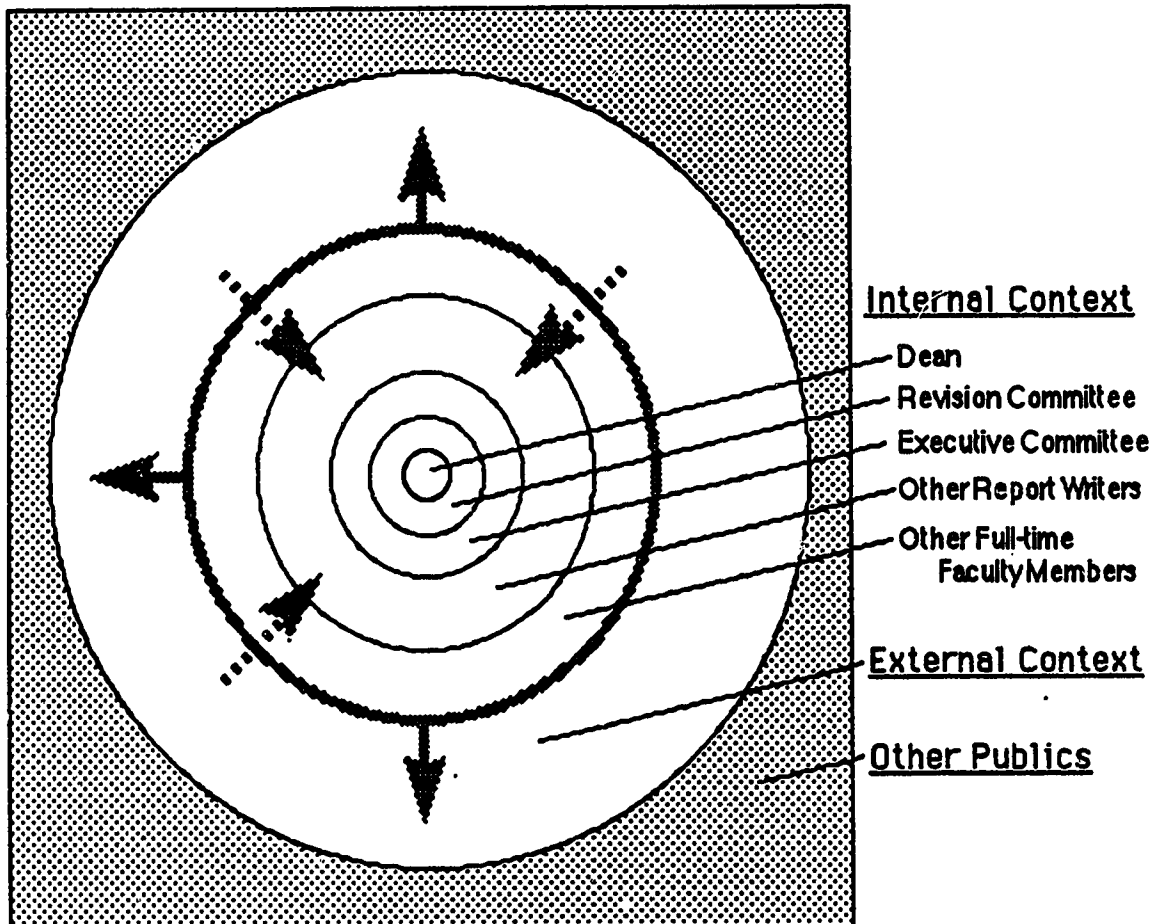 Internal Context
Dean
Revision Committee
Executive Committee
Other Report Writers
Other Full-time
Faculty Members
External Context
Other Publics